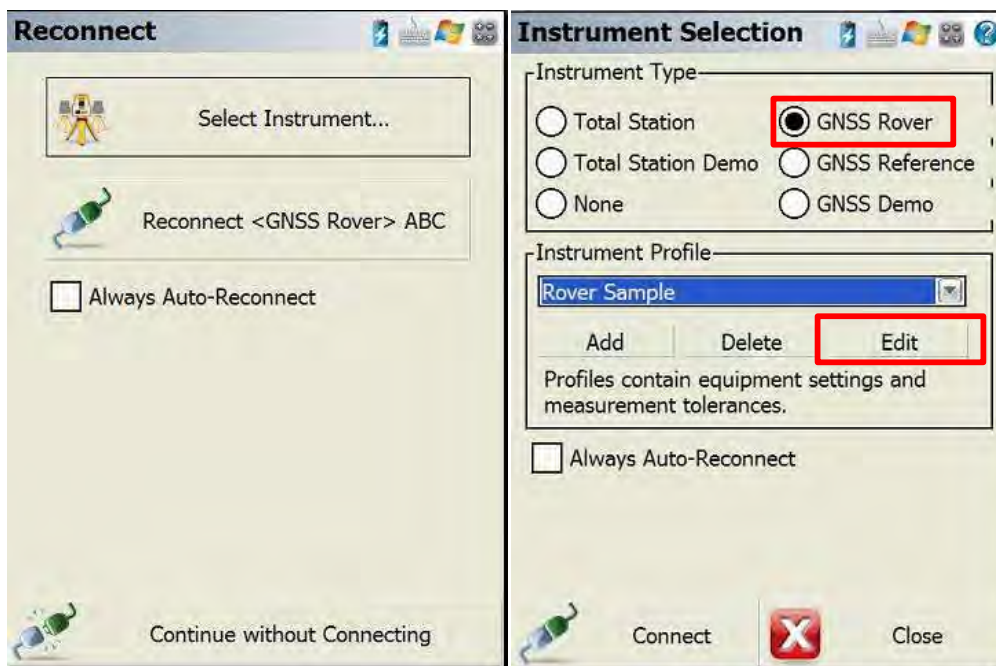 Reconnect
Select Instrument...
Reconnect <GNSS Rover> ABC
Always Auto-Reconnect
Continue without Connecting
Instrument Selection
Instrument Type
Total Station
GNSS Rover
Total Station Demo
GNSS Reference
None
GNSS Demo
Instrument Profile
Rover Sample
Add
Delete
Edit
Profiles contain equipment settings and
measurement tolerances.
Always Auto-Reconnect
Connect
Close